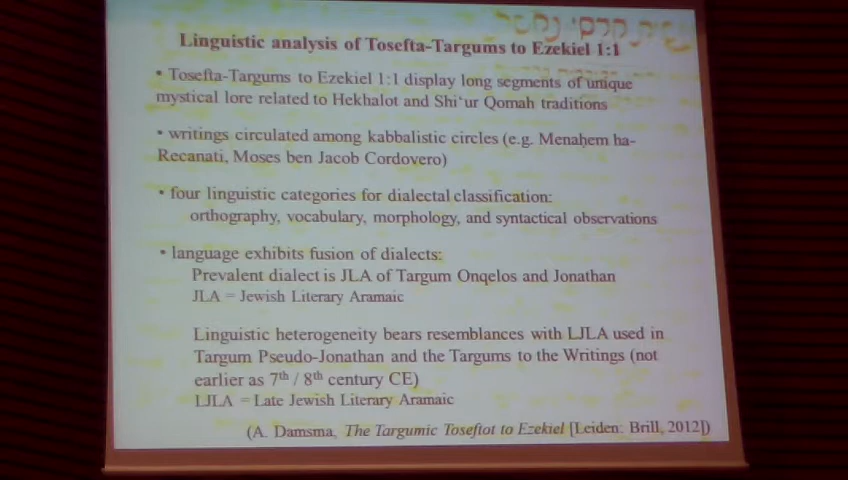 Linguistic analysis of Tosefta-Targums to Ezekiel 1:1
• Tosefta-Targums to Ezekiel 1:1 display long segments of unique
mystical lore related to Hekhalot and Shi‘ur Qomah traditions
• writings circulated among kabbalistic circles (e.g. Menaḥem ha-
Recanati, Moses ben Jacob Cordovero)
• four linguistic categories for dialectal classification:
orthography, vocabulary, morphology, and syntactical observations
• language exhibits fusion of dialects:
Prevalent dialect is JLA of Targum Onqelos and Jonathan
JLA = Jewish Literary Aramaic
Linguistic heterogeneity bears resemblances with LJLA used in
Targum Pseudo-Jonathan and the Targums to the Writings (not
earlier as 7th / 8th century CE)
LJLA = Late Jewish Literary Aramaic
(A. Damsma, The Targumic Toseftot to Ezekiel [Leiden: Brill, 2012])